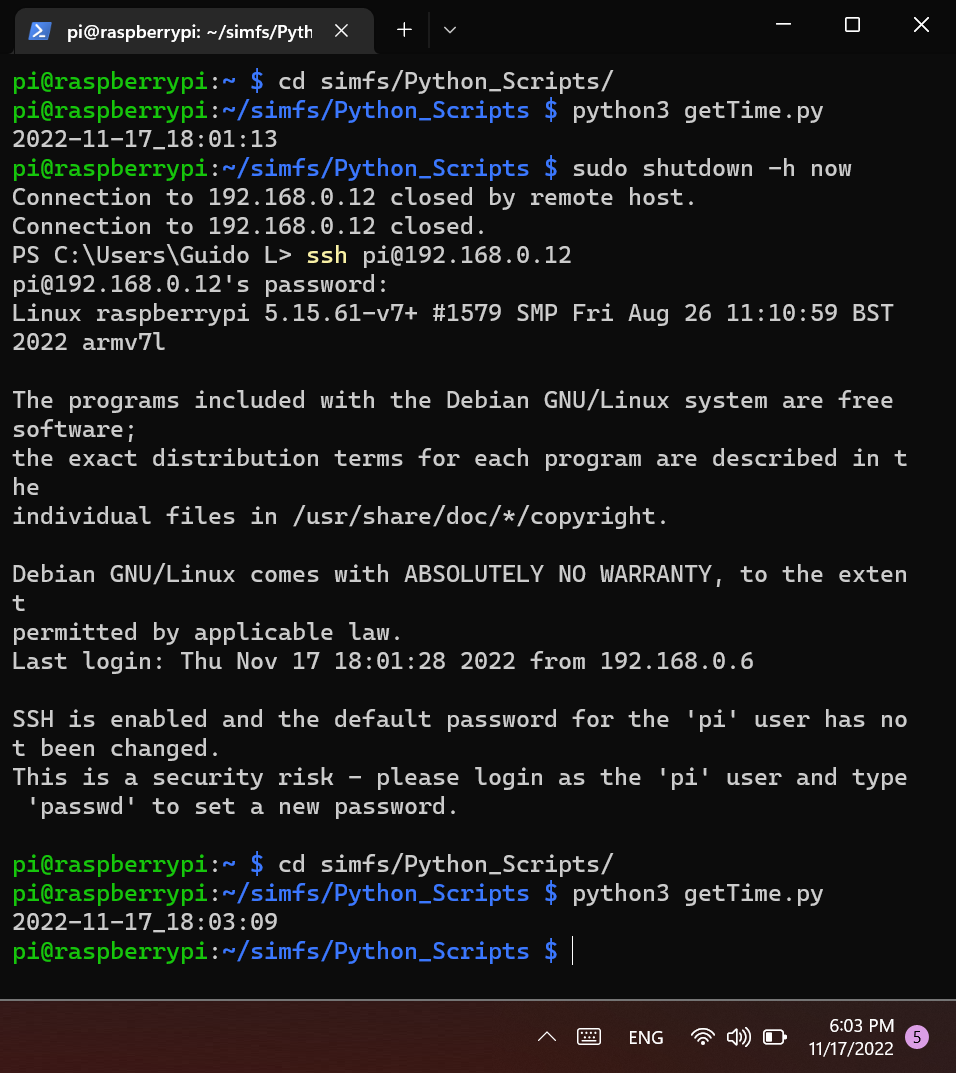 pi@raspberrypi: ~/simfs/Pyth
pi@raspberrypi:~ $ cd simfs/Python_Scripts/
pi@raspberrypi:~/simfs/Python_Scripts $ python3 getTime.py
2022-11-17_18:01:13
pi@raspberrypi:~/simfs/Python_Scripts $ sudo shutdown -h now
Connection to 192.168.0.12 closed by remote host.
Connection to 192.168.0.12 closed.
PS C:\Users\Guido L> ssh pi@192.168.0.12
pi@192.168.0.12's password:
Linux raspberrypi 5.15.61-v7+ #1579 SMP Fri Aug 26 11:10:59 BST
2022 armv7l
The programs included with the Debian GNU/Linux system are free
software;
the exact distribution terms for each program are described in t
he
individual files in /usr/share/doc/*/copyright.
Debian GNU/Linux comes with ABSOLUTELY NO WARRANTY, to the exten
t
permitted by applicable law.
Last login: Thu Nov 17 18:01:28 2022 from 192.168.0.6
SSH is enabled and the default password for the 'pi' user has no
t been changed.
This is a security risk - please login as the 'pi' user and type
 'passwd' to set a new password.
pi@raspberrypi:~ $ cd simfs/Python_Scripts/
pi@raspberrypi:~/simfs/Python_Scripts $ python3 getTime.py
2022-11-17_18:03:09
pi@raspberrypi:~/simfs/Python_Scripts $
ENG
6:03 PM
11/17/2022
5